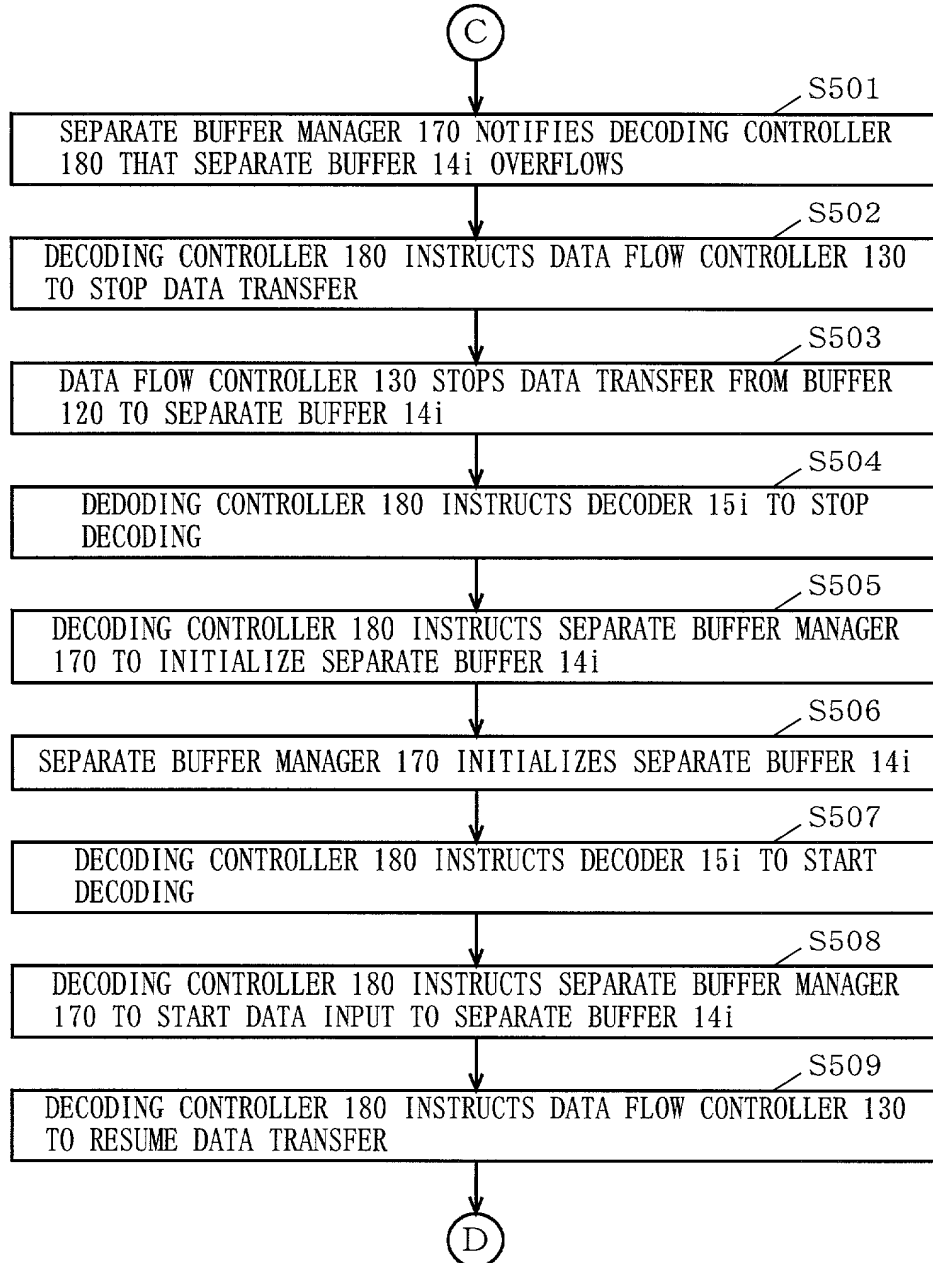 C
S501
SEPARATE BUFFER MANAGER 170 NOTIFIES DECODING CONTROLLER
180 THAT SEPARATE BUFFER 14i OVERFLOWS
S502
DECODING CONTROLLER 180 INSTRUCTS DATA FLOW CONTROLLER 130
TO STOP DATA TRANSFER
S503
DATA FLOW CONTROLLER 130 STOPS DATA TRANSFER FROM BUFFER
120 TO SEPARATE BUFFER 14i
S504
DEDODING CONTROLLER 180 INSTRUCTS DECODER 15i TO STOP
DECODING
S505
DECODING CONTROLLER 180 INSTRUCTS SEPARATE BUFFER MANAGER
170 TO INITIALIZE SEPARATE BUFFER 14i
S506
SEPARATE BUFFER MANAGER 170 INITIALIZES SEPARATE BUFFER 14i
S507
DECODING CONTROLLER 180 INSTRUCTS DECODER 15i TO START
DECODING
S508
DECODING CONTROLLER 180 INSTRUCTS SEPARATE BUFFER MANAGER
170 TO START DATA INPUT TO SEPARATE BUFFER 14i
S509
DECODING CONTROLLER 180 INSTRUCTS DATA FLOW CONTROLLER 130
TO RESUME DATA TRANSFER
D